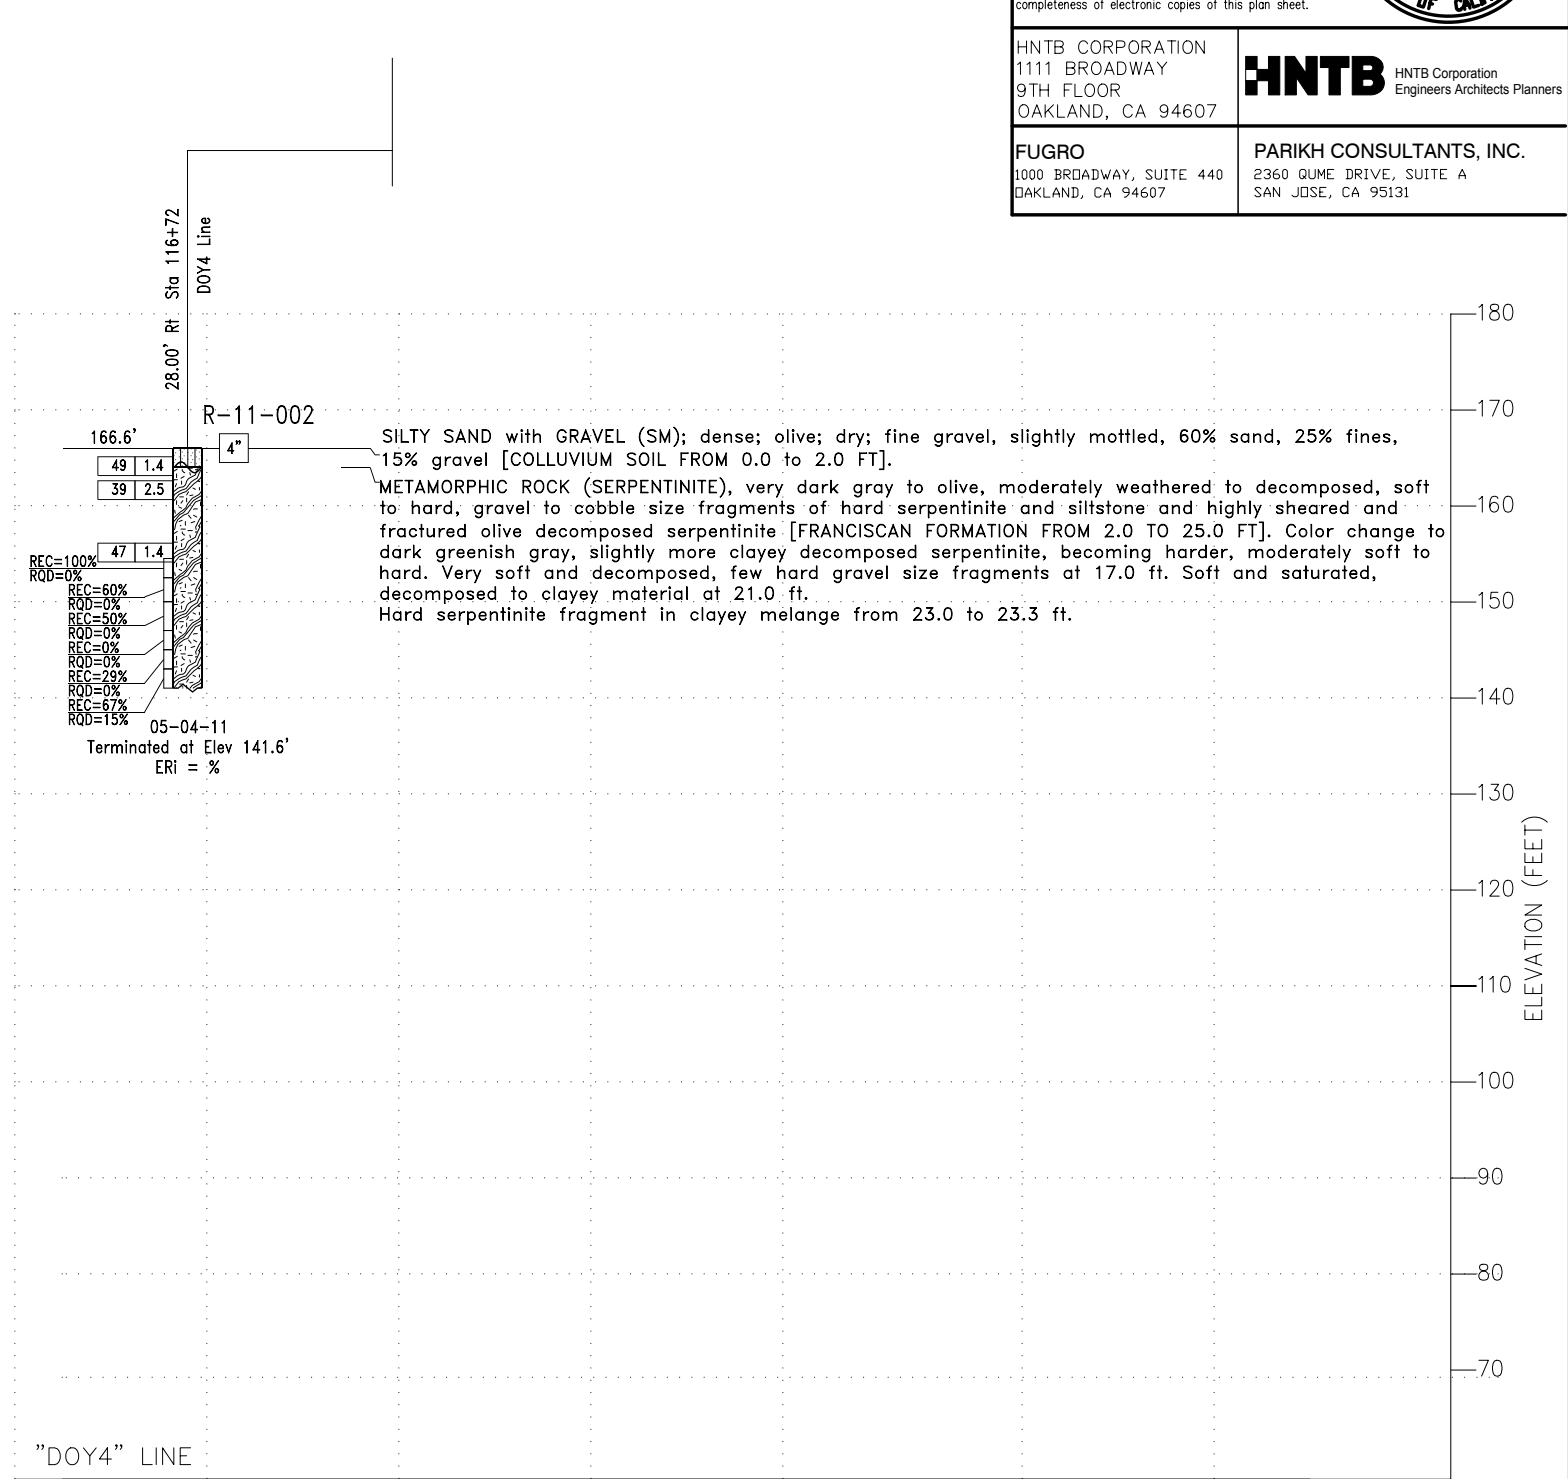 completeness of electronic copies of this plan sheet.
OF CAL
HNTB CORPORATION
1111 BROADWAY
9TH FLOOR
OAKLAND, CA 94607
HNTB
HNTB Corporation
Engineers Architects Planners
FUGRO
1000 BROADWAY, SUITE 440
OAKLAND, CA 94607
PARIKH CONSULTANTS, INC.
2360 QUME DRIVE, SUITE A
SAN JOSE, CA 95131
28.00' Rt Sta 116+72
DOY4 Line
R-11-002
166.6'
4"
49 1.4
39 2.5
47 1.4
REC=100%
RQD=0%
REC=60%
RQD=0%
REC=50%
RQD=0%
REC=0%
RQD=0%
REC=29%
RQD=0%
REC=67%
RQD=15%
05-04-11
Terminated at Elev 141.6'
ERi = %
SILTY SAND with GRAVEL (SM); dense; olive; dry; fine gravel, slightly mottled, 60% sand, 25% fines,
15% gravel [COLLUVIUM SOIL FROM 0.0 to 2.0 FT].
METAMORPHIC ROCK (SERPENTINITE), very dark gray to olive, moderately weathered to decomposed, soft
to hard, gravel to cobble size fragments of hard serpentinite and siltstone and highly sheared and
fractured olive decomposed serpentinite [FRANCISCAN FORMATION FROM 2.0 TO 25.0 FT]. Color change to
dark greenish gray, slightly more clayey decomposed serpentinite, becoming harder, moderately soft to
hard. Very soft and decomposed, few hard gravel size fragments at 17.0 ft. Soft and saturated,
decomposed to clayey material at 21.0 ft.
Hard serpentinite fragment in clayey melange from 23.0 to 23.3 ft.
180
170
160
150
140
130
120
110
100
90
80
70
ELEVATION (FEET)
"DOY4" LINE